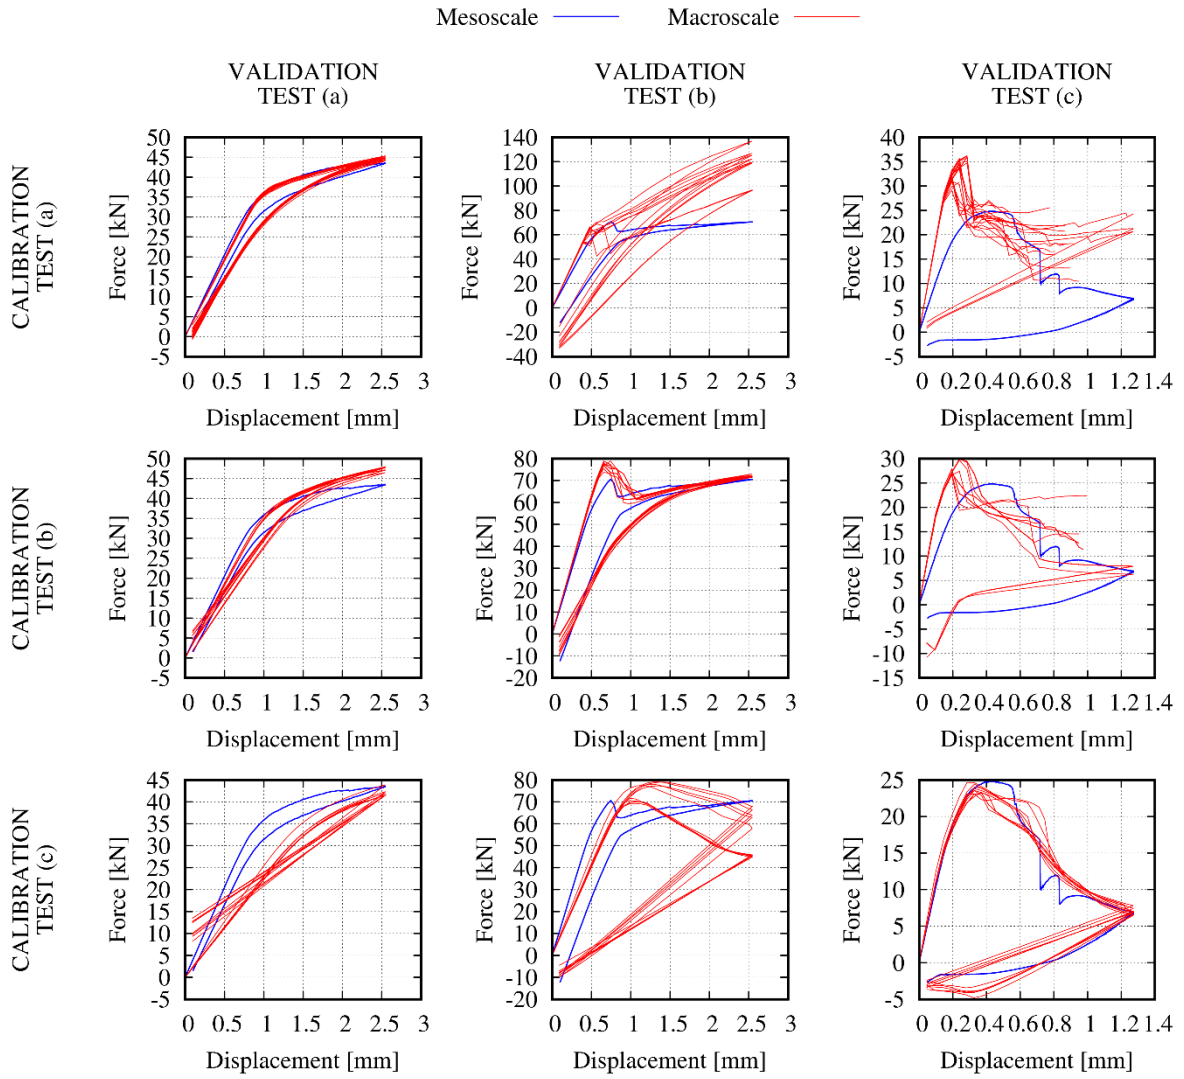 Mesoscale
Macroscale
VALIDATION
TEST (a)
VALIDATION
TEST (b)
VALIDATION
TEST (c)
CALIBRATION
TEST (a)
Force [kN]
50
45
40
35
30
25
20
15
10
5
0
-5
0 0.5 1 1.5 2 2.5 3
Displacement [mm]
Force [kN]
140
120
100
80
60
40
20
0
-20
-40
0 0.5 1 1.5 2 2.5 3
Displacement [mm]
Force [kN]
40
35
30
25
20
15
10
5
0
-5
0 0.2 0.4 0.6 0.8 1 1.2 1.4
Displacement [mm]
CALIBRATION
TEST (b)
Force [kN]
50
45
40
35
30
25
20
15
10
5
0
-5
0 0.5 1 1.5 2 2.5 3
Displacement [mm]
Force [kN]
80
70
60
50
40
30
20
10
0
-10
-20
0 0.5 1 1.5 2 2.5 3
Displacement [mm]
Force [kN]
30
25
20
15
10
5
0
-5
-10
-15
0 0.2 0.4 0.6 0.8 1 1.2 1.4
Displacement [mm]
CALIBRATION
TEST (c)
Force [kN]
45
40
35
30
25
20
15
10
5
0
-5
0 0.5 1 1.5 2 2.5 3
Displacement [mm]
Force [kN]
80
70
60
50
40
30
20
10
0
-10
-20
0 0.5 1 1.5 2 2.5 3
Displacement [mm]
Force [kN]
25
20
15
10
5
0
-5
0 0.2 0.4 0.6 0.8 1 1.2 1.4
Displacement [mm]